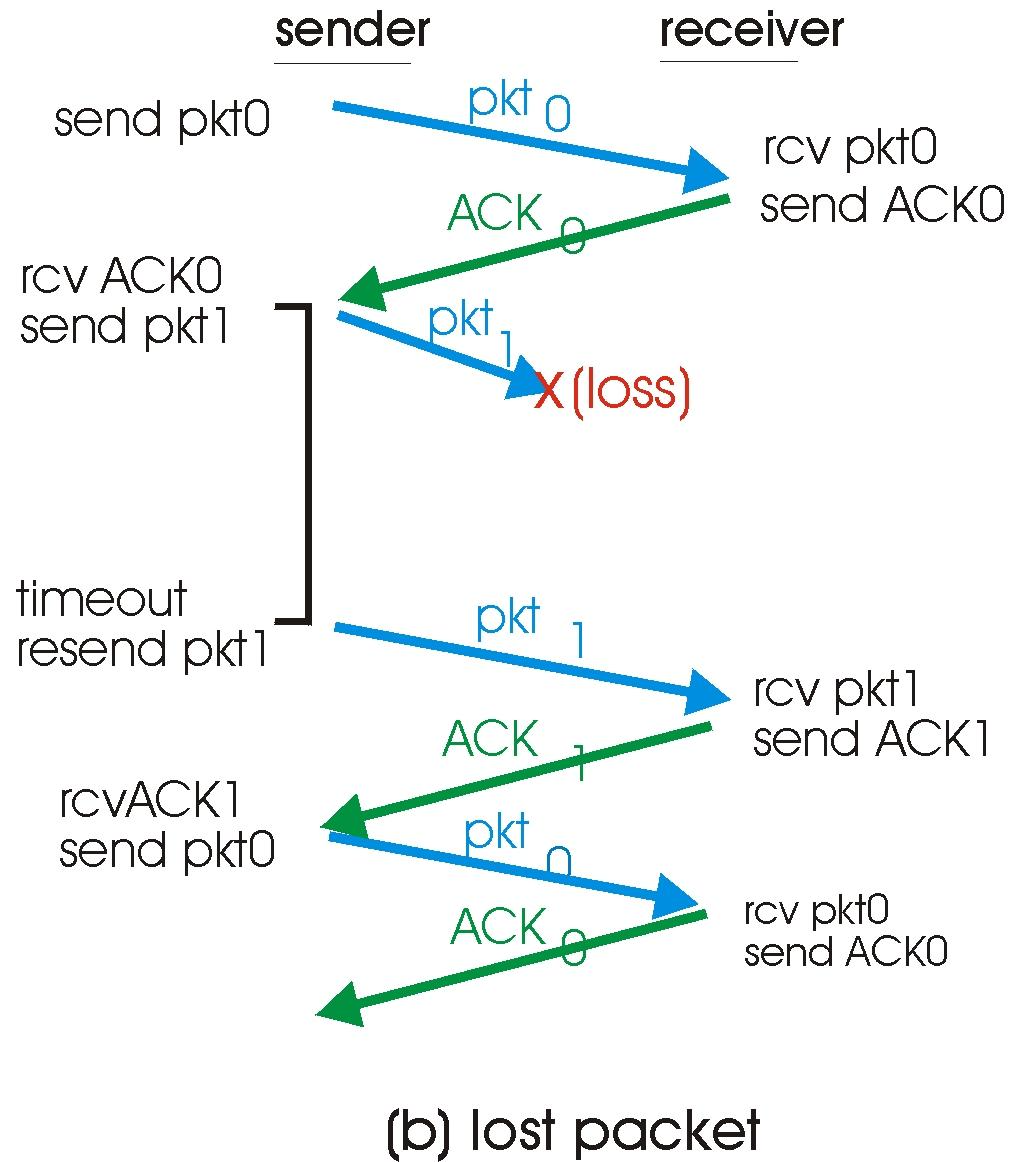 sender receiver
send pkt0
pkt 0
rcv pkt0
send ACK0
ACK 0
rcv ACK0
send pkt1
pkt 1
X (loss)
timeout
resend pkt1
pkt 1
rcv pkt1
send ACK1
ACK 1
rcvACK1
send pkt0
pkt 0
rcv pkt0
send ACK0
ACK 0
(b) lost packet